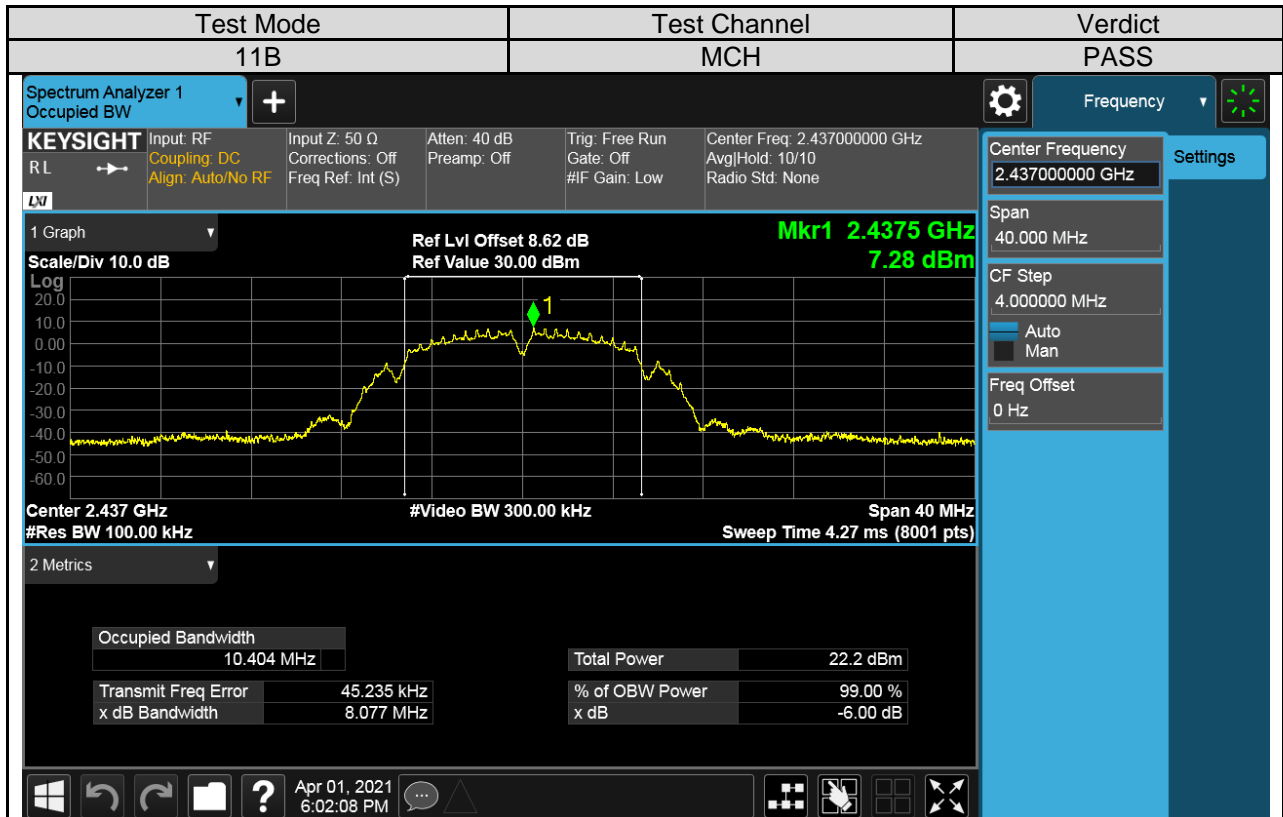 Test Mode Test Channel Verdict
11B MCH PASS
Spectrum Analyzer 1
Occupied BW
+
Frequency
KEYSIGHT
RL
LXI
Input: RF
Coupling: DC
Align: Auto/No RF
Input Z: 50 Ω
Corrections: Off
Freq Ref: Int (S)
Atten: 40 dB
Preamp: Off
Trig: Free Run
Gate: Off
#IF Gain: Low
Center Freq: 2.437000000 GHz
Avg|Hold: 10/10
Radio Std: None
Center Frequency
2.437000000 GHz
Settings
Span
40.000 MHz
CF Step
4.000000 MHz
Auto
Man
Freq Offset
0 Hz
1 Graph
Scale/Div 10.0 dB
Ref Lvl Offset 8.62 dB
Ref Value 30.00 dBm
Mkr1 2.4375 GHz
7.28 dBm
Log
20.0
10.0
0.00
-10.0
-20.0
-30.0
-40.0
-50.0
-60.0
1
Center 2.437 GHz #Video BW 300.00 kHz Span 40 MHz
#Res BW 100.00 kHz Sweep Time 4.27 ms (8001 pts)
2 Metrics
Occupied Bandwidth
10.404 MHz
Total Power 22.2 dBm
Transmit Freq Error 45.235 kHz % of OBW Power 99.00 %
x dB Bandwidth 8.077 MHz x dB -6.00 dB
?
Apr 01, 2021
6:02:08 PM